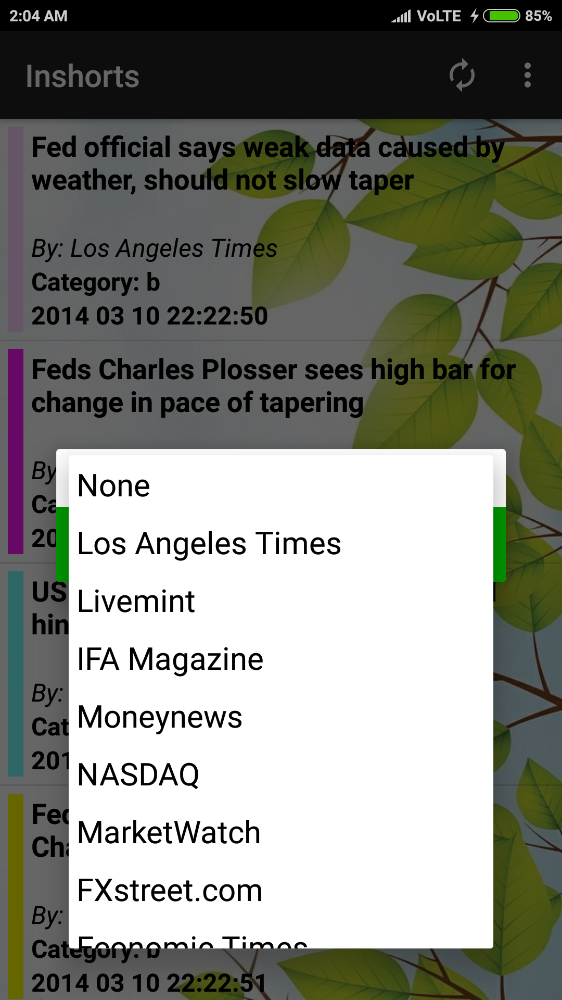 2:04 AM VoLTE 85%
Inshorts
Fed official says weak data caused by
weather, should not slow taper
By: Los Angeles Times
Category: b
2014 03 10 22:22:50
Feds Charles Plosser sees high bar for
change in pace of tapering
By
Ca
20
US
hin
By:
Cat
201
Fed
Cha
By:
Category: b
2014 03 10 22:22:51
None
Los Angeles Times
Livemint
IFA Magazine
Moneynews
NASDAQ
MarketWatch
FXstreet.com
Economic Times